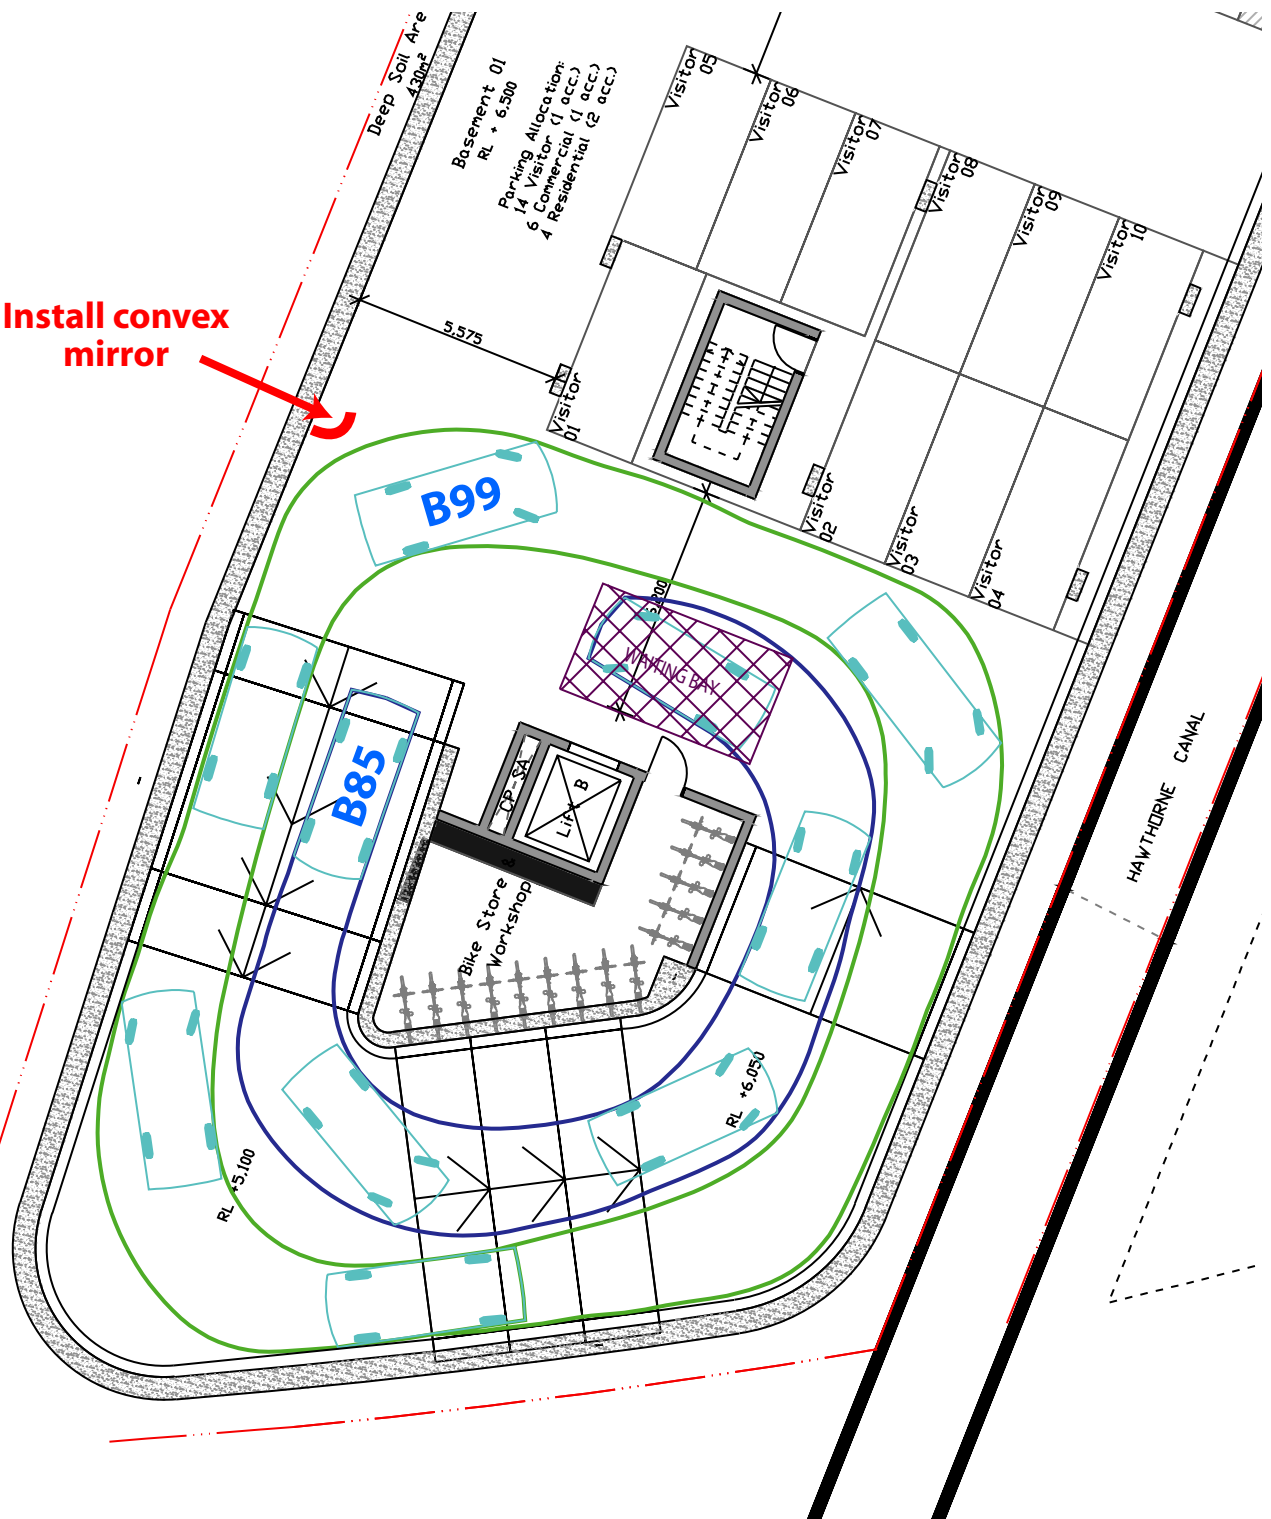 Deep Soil Are
430m²
Basement 01
RL + 6.500
Parking Allocation:
14 Visitor (1 acc.)
6 Commercial (1 acc.)
4 Residential (2 acc.)
Visitor
05
Visitor
06
Visitor
07
Visitor
08
Visitor
09
Visitor
10
Install convex
mirror
5,575
Visitor
01
Visitor
02
Visitor
03
Visitor
04
B99
WAITING BAY
B85
CP-SA
Lift B
Bike Store &
Workshop
HAWTHORNE CANAL
RL +6.050
RL +5.100